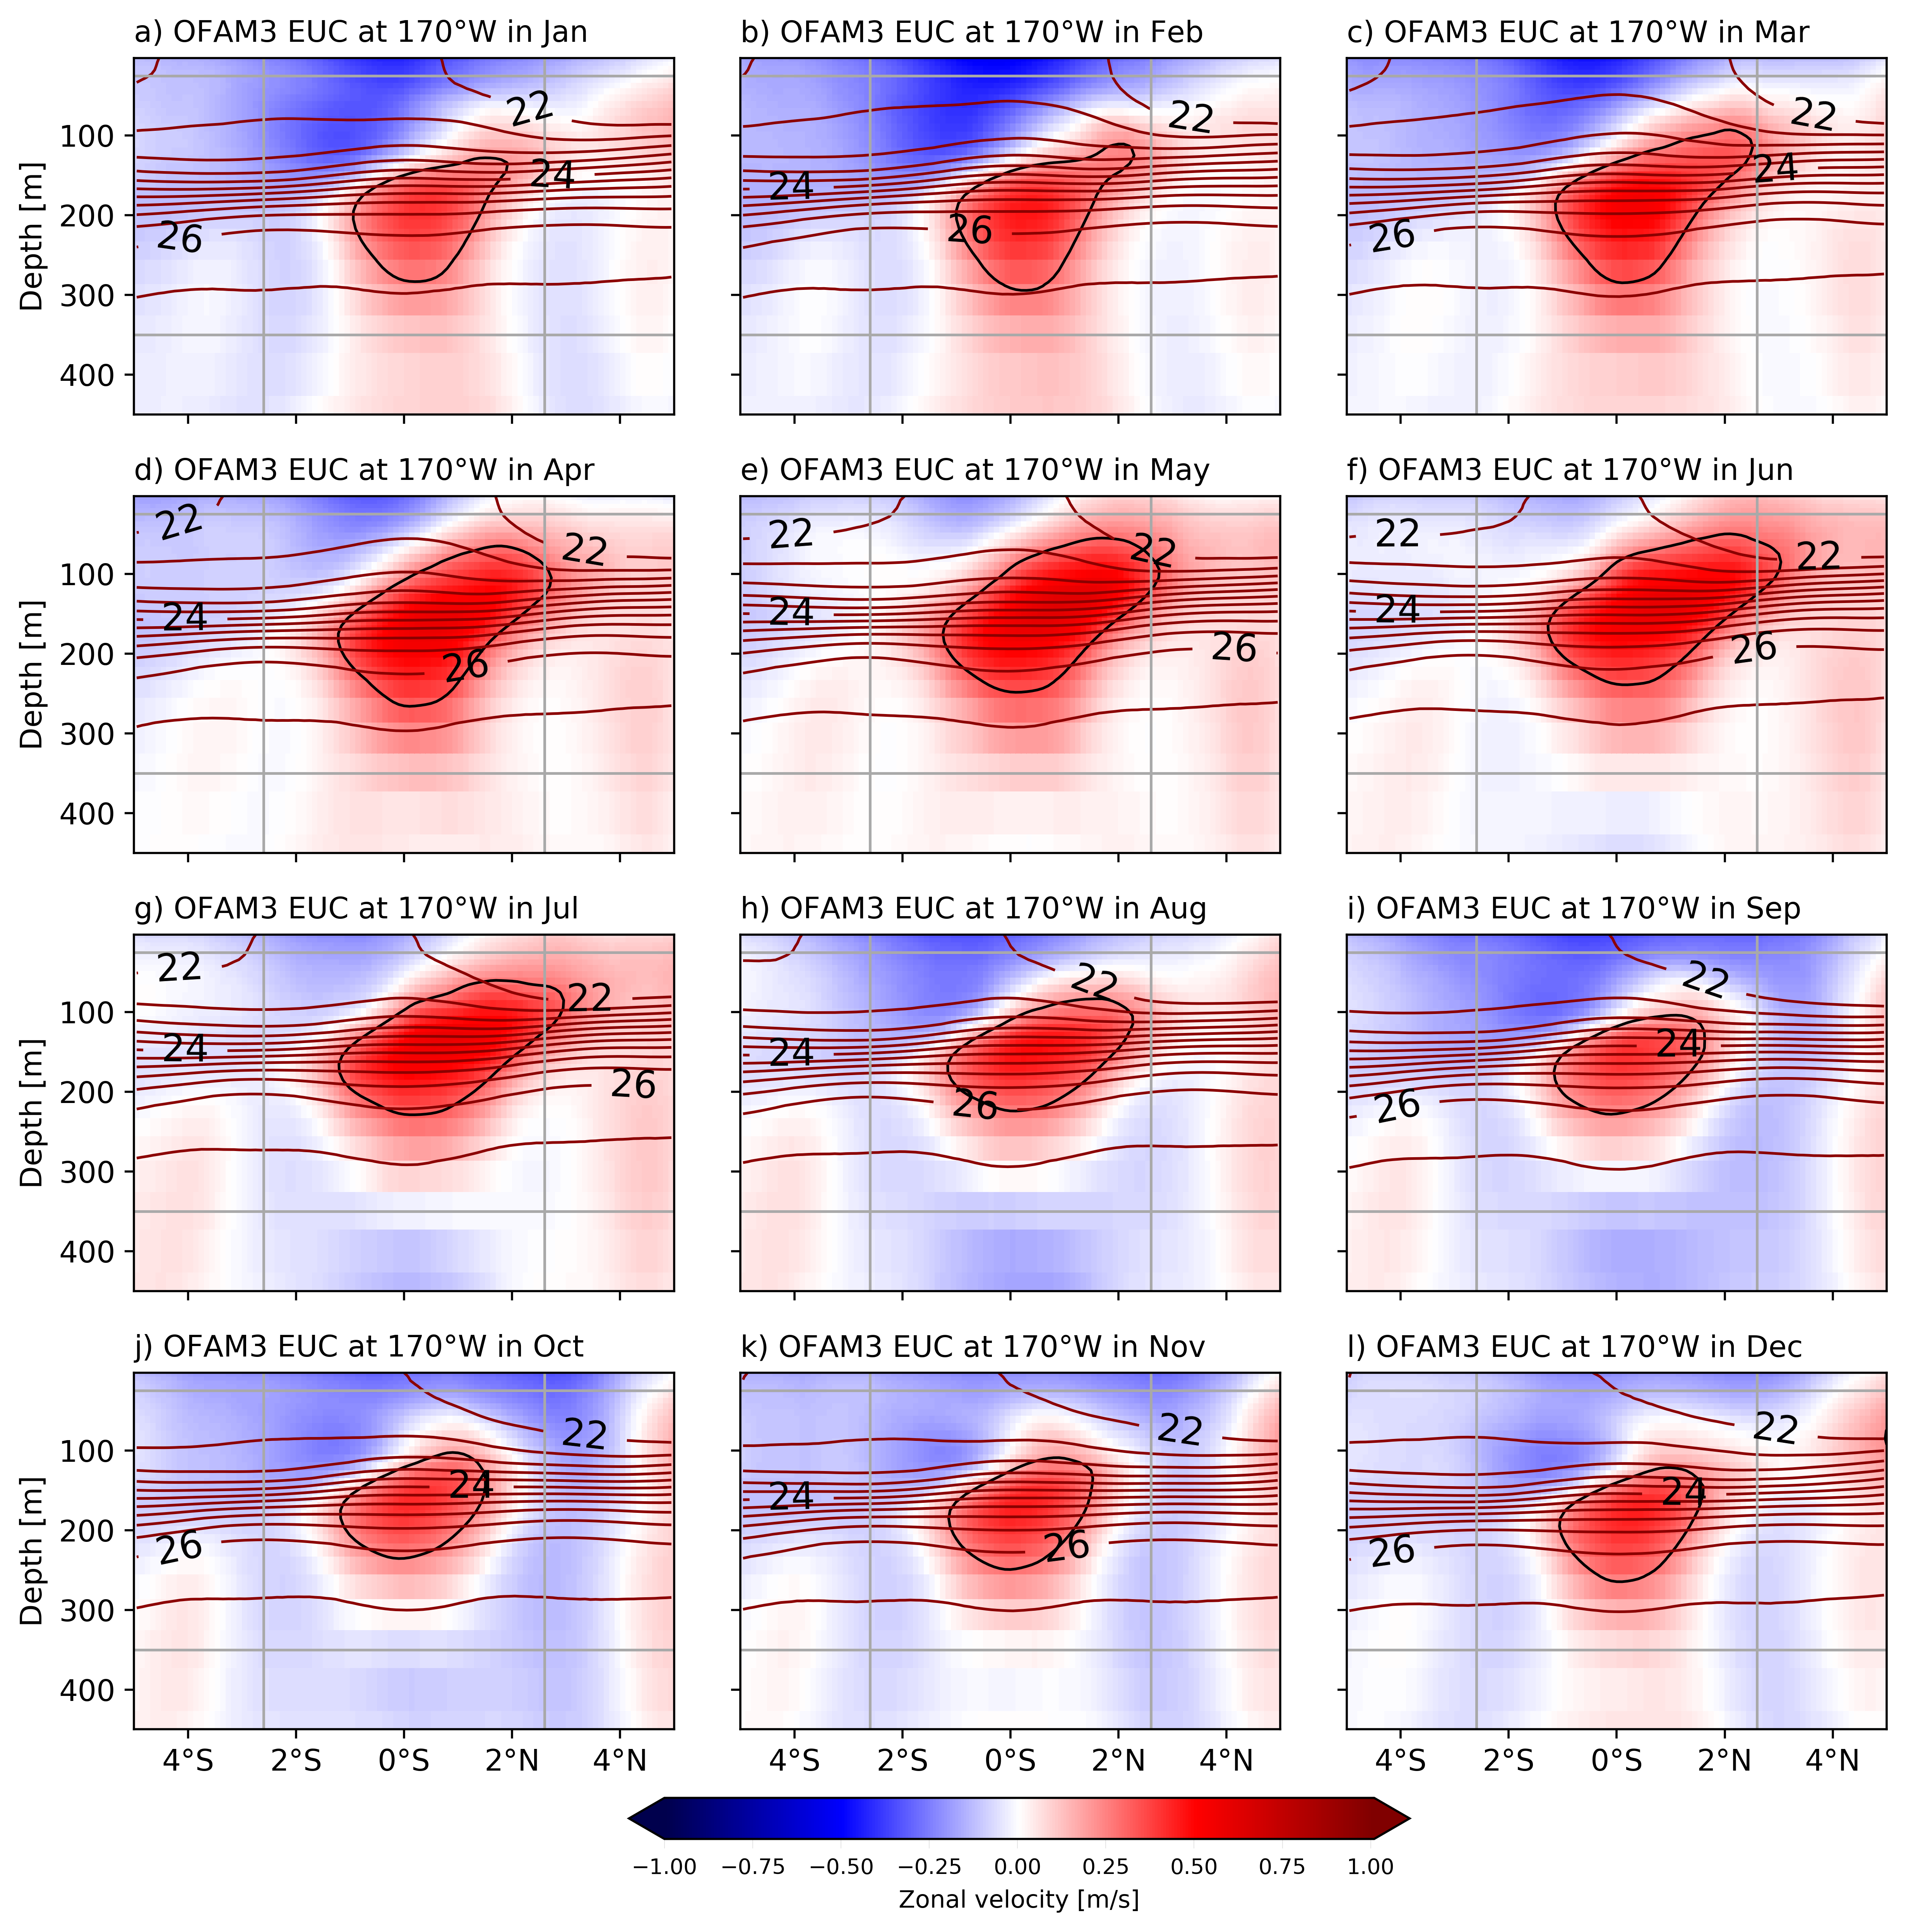 a) OFAM3 EUC at 170°W in Jan
b) OFAM3 EUC at 170°W in Feb
c) OFAM3 EUC at 170°W in Mar
Depth [m]
100
200
300
400
22
24
26
22
24
26
22
24
26
d) OFAM3 EUC at 170°W in Apr
e) OFAM3 EUC at 170°W in May
f) OFAM3 EUC at 170°W in Jun
Depth [m]
100
200
300
400
22
22
24
26
22
22
24
26
22
22
24
26
g) OFAM3 EUC at 170°W in Jul
h) OFAM3 EUC at 170°W in Aug
i) OFAM3 EUC at 170°W in Sep
Depth [m]
100
200
300
400
22
22
24
26
22
24
26
22
24
26
j) OFAM3 EUC at 170°W in Oct
k) OFAM3 EUC at 170°W in Nov
l) OFAM3 EUC at 170°W in Dec
Depth [m]
100
200
300
400
22
24
26
22
24
26
22
24
26
4°S 2°S 0°S 2°N 4°N
4°S 2°S 0°S 2°N 4°N
4°S 2°S 0°S 2°N 4°N
−1.00 −0.75 −0.50 −0.25 0.00 0.25 0.50 0.75 1.00
Zonal velocity [m/s]